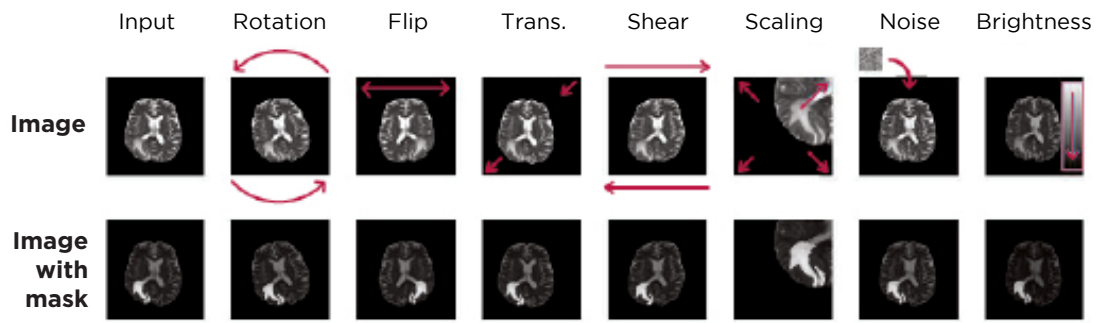 Input Rotation Flip Trans. Shear Scaling Noise Brightness
Image
Image
with
mask